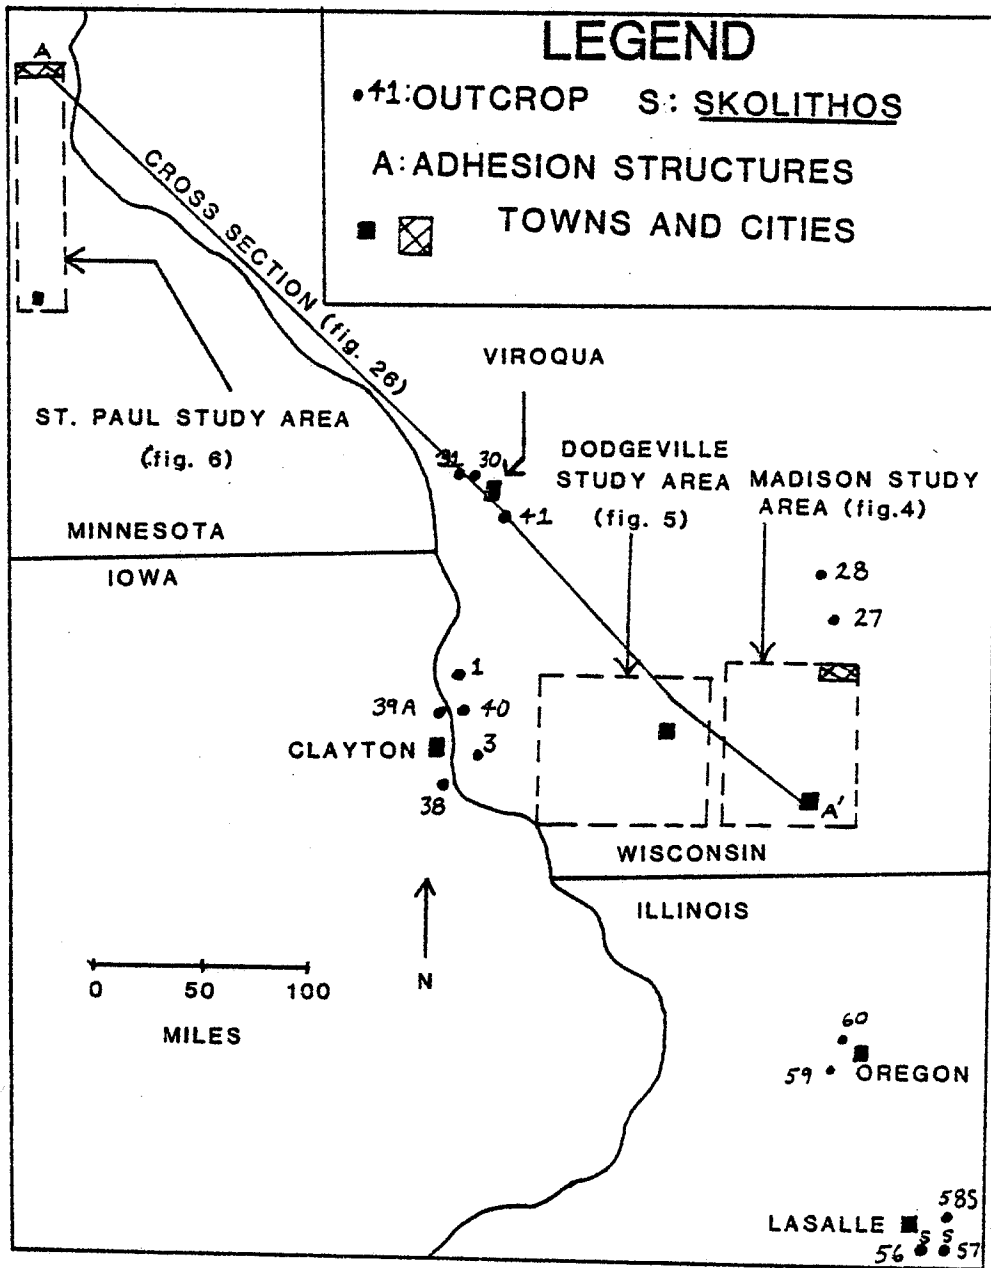 LEGEND
•41:OUTCROP S: SKOLITHOS
A:ADHESION STRUCTURES
TOWNS AND CITIES
A
CROSS SECTION (fig. 26)
ST. PAUL STUDY AREA
(fig. 6)
VIROQUA
31 30
41
DODGEVILLE
STUDY AREA
(fig. 5)
MADISON STUDY
AREA (fig.4)
MINNESOTA
IOWA
28
27
1
39A 40
CLAYTON
3
38
A'
WISCONSIN
ILLINOIS
N
0 50 100
MILES
60
59 OREGON
58S
LASALLE
S S
56 57